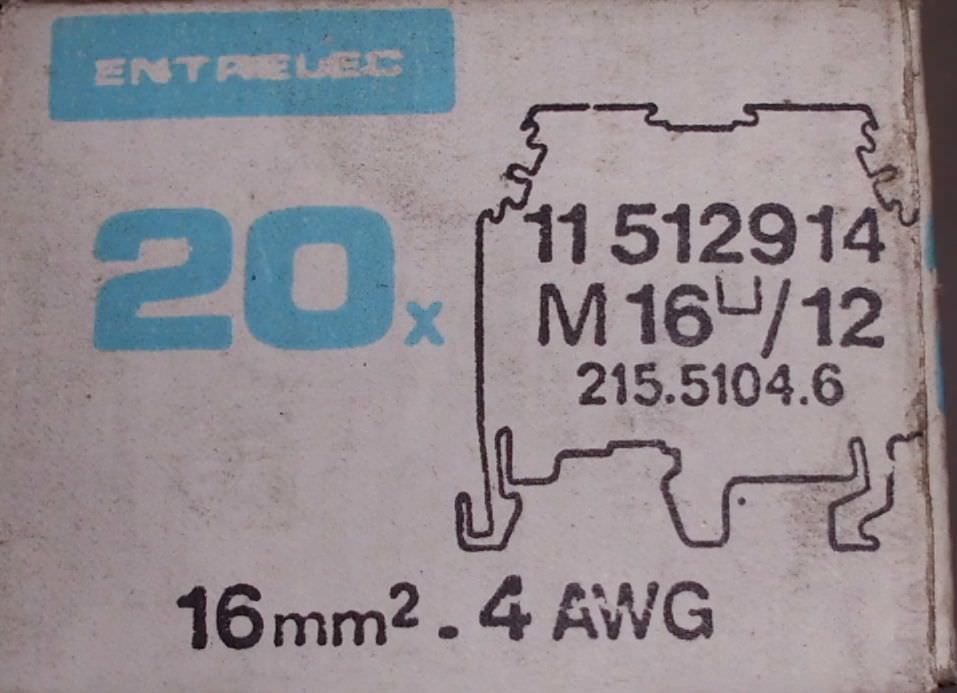 ENTRELEC
20x
11 512914
M 16⊔/12
215.5104.6
16mm². 4 AWG